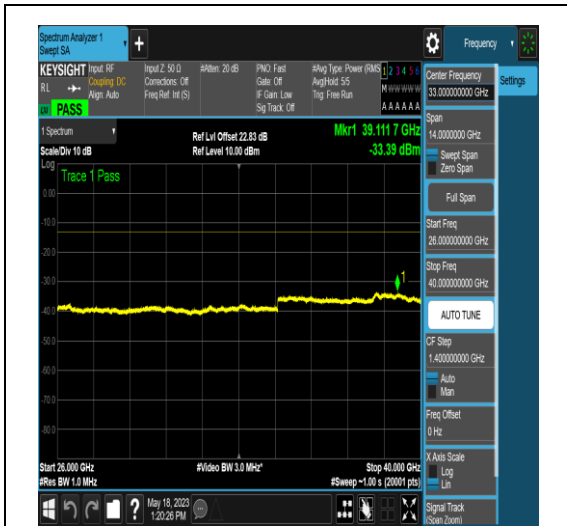 Spectrum Analyzer 1
Swept SA
+
Frequency
KEYSIGHT
RL
PASS
Input: RF
Coupling: DC
Align: Auto
Input Z: 50 Ω
Corrections: Off
Freq Ref: Int (S)
#Atten: 20 dB
PNO: Fast
Gate: Off
IF Gain: Low
Sig Track: Off
#Avg Type: Power (RMS
Avg|Hold: 5/5
Trig: Free Run
1 2 3 4 5 6
M W W W W W
A A A A A A
1 Spectrum
Scale/Div 10 dB
Ref Lvl Offset 22.83 dB
Ref Level 10.00 dBm
Mkr1 39.111 7 GHz
-33.39 dBm
Log
Trace 1 Pass
0.00
-10.0
-20.0
-30.0
-40.0
-50.0
-60.0
-70.0
-80.0
1
Start 26.000 GHz
#Res BW 1.0 MHz
#Video BW 3.0 MHz*
Stop 40.000 GHz
#Sweep ~1.00 s (20001 pts)
Center Frequency
33.000000000 GHz
Settings
Span
14.0000000 GHz
Swept Span
Zero Span
Full Span
Start Freq
26.000000000 GHz
Stop Freq
40.000000000 GHz
AUTO TUNE
CF Step
1.400000000 GHz
Auto
Man
Freq Offset
0 Hz
X Axis Scale
Log
Lin
Signal Track
(Span Zoom)
?
May 18, 2023
1:20:26 PM